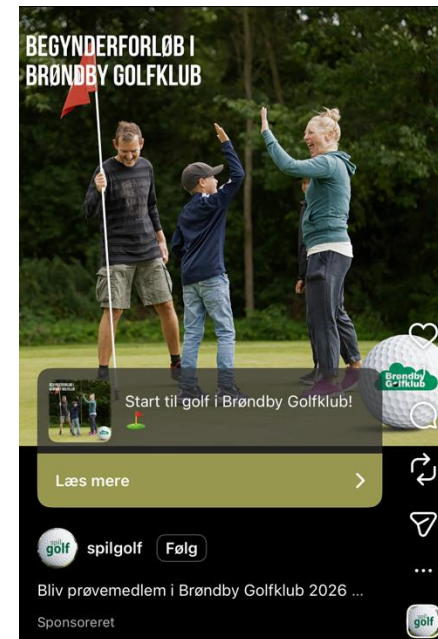 BEGYNDERFORLØB I
BRØNDBY GOLFKLUB
Brøndby
Golfklub
Start til golf i Brøndby Golfklub!
Læs mere
spil
golf
spilgolf
Følg
Bliv prøvemedlem i Brøndby Golfklub 2026 ...
Sponsoreret
golf